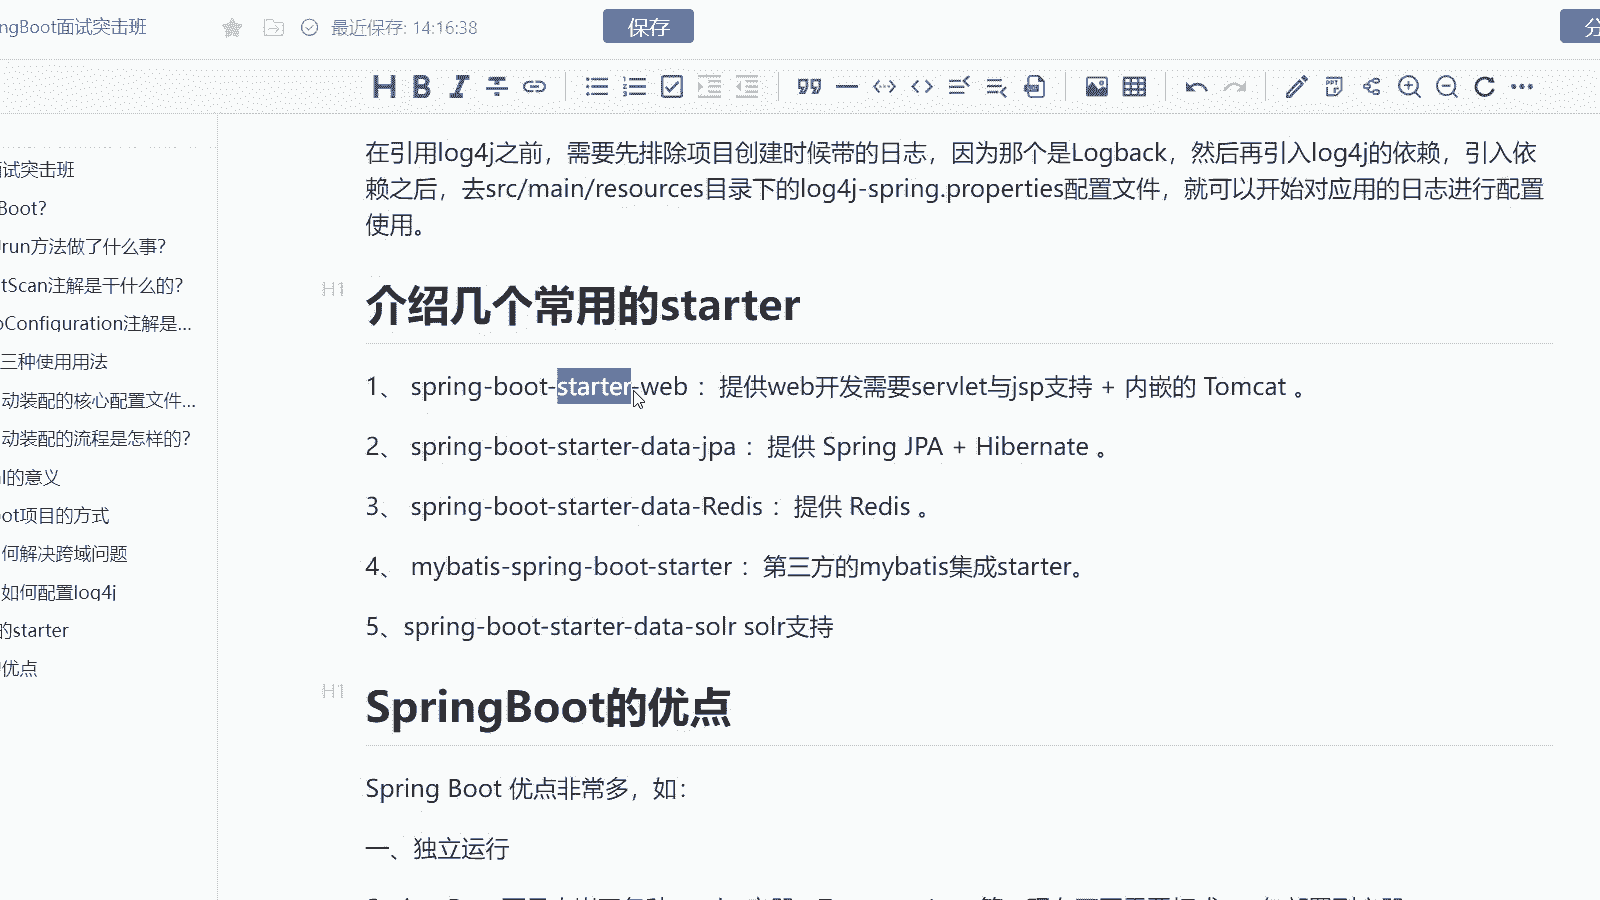 ngBoot面试突击班
最近保存: 14:16:38
保存
分
面试突击班
Boot?
run方法做了什么事?
tScan注解是干什么的?
oConfiguration注解是...
三种使用用法
动装配的核心配置文件...
动装配的流程是怎样的?
的意义
ot项目的方式
何解决跨域问题
如何配置log4j
的starter
优点
在引用log4j之前，需要先排除项目创建时候带的日志，因为那个是Logback，然后再引入log4j的依赖，引入依
赖之后，去src/main/resources目录下的log4j-spring.properties配置文件，就可以开始对应用的日志进行配置
使用。
H1
介绍几个常用的starter
1、 spring-boot-starter-web ： 提供web开发需要servlet与jsp支持 + 内嵌的 Tomcat 。
2、 spring-boot-starter-data-jpa ： 提供 Spring JPA + Hibernate 。
3、 spring-boot-starter-data-Redis ： 提供 Redis 。
4、 mybatis-spring-boot-starter ： 第三方的mybatis集成starter。
5、spring-boot-starter-data-solr solr支持
H1
SpringBoot的优点
Spring Boot 优点非常多，如：
一、独立运行